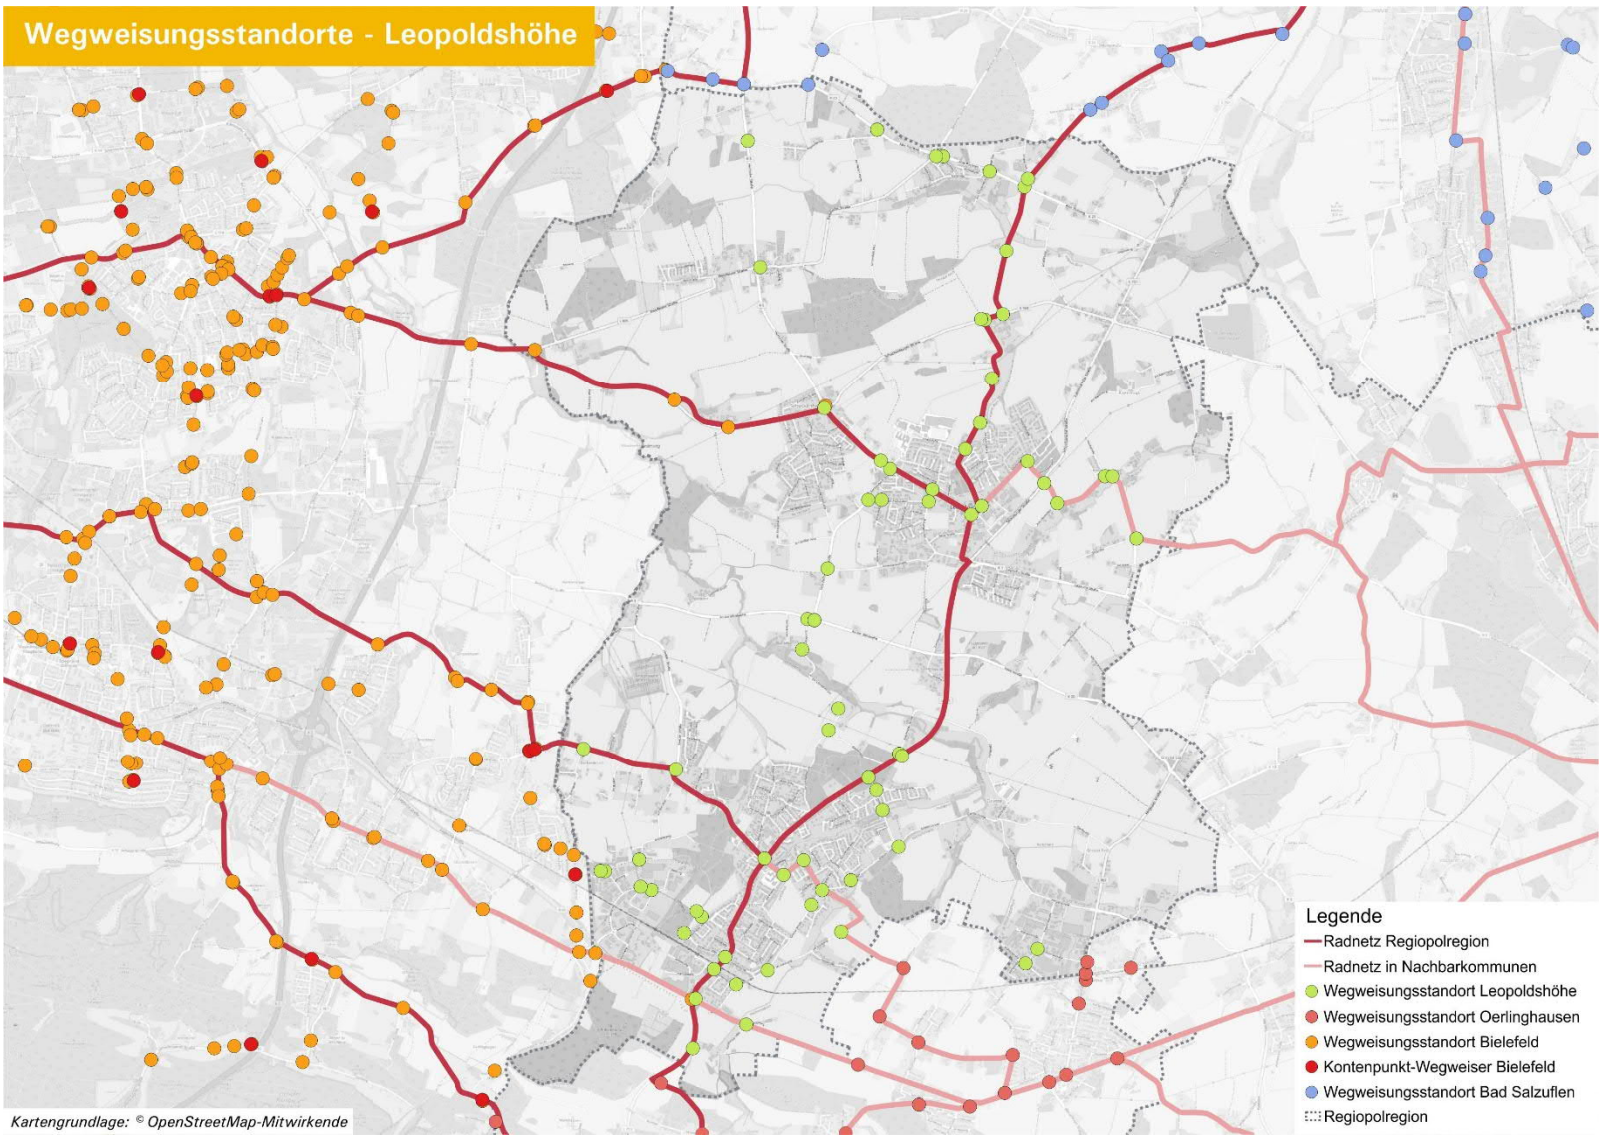 Wegweisungsstandorte - Leopoldshöhe
Legende
Radnetz Regiopolregion
Radnetz in Nachbarkommunen
Wegweisungsstandort Leopoldshöhe
Wegweisungsstandort Oerlinghausen
Wegweisungsstandort Bielefeld
Kontenpunkt-Wegweiser Bielefeld
Wegweisungsstandort Bad Salzuflen
Regiopolregion
Kartengrundlage: © OpenStreetMap-Mitwirkende